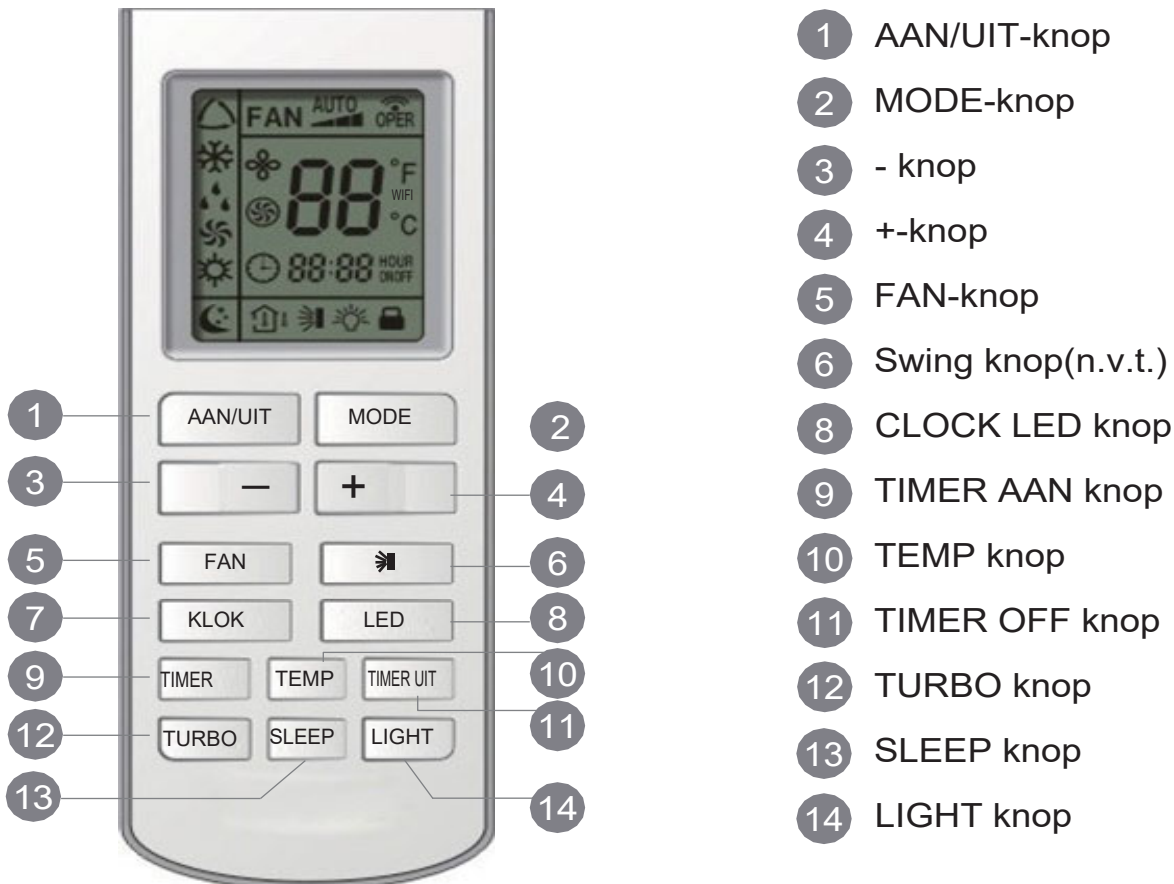 FAN AUTO OPER
88 °F
WIFI
°C
88:88 HOUR
ONOFF
1 AAN/UIT MODE 2
3 − + 4
5 FAN 6
7 KLOK LED 8
9 TIMER TEMP TIMER UIT 10
11
12 TURBO SLEEP LIGHT
13 14
1 AAN/UIT-knop
2 MODE-knop
3 - knop
4 +-knop
5 FAN-knop
6 Swing knop(n.v.t.)
8 CLOCK LED knop
9 TIMER AAN knop
10 TEMP knop
11 TIMER OFF knop
12 TURBO knop
13 SLEEP knop
14 LIGHT knop